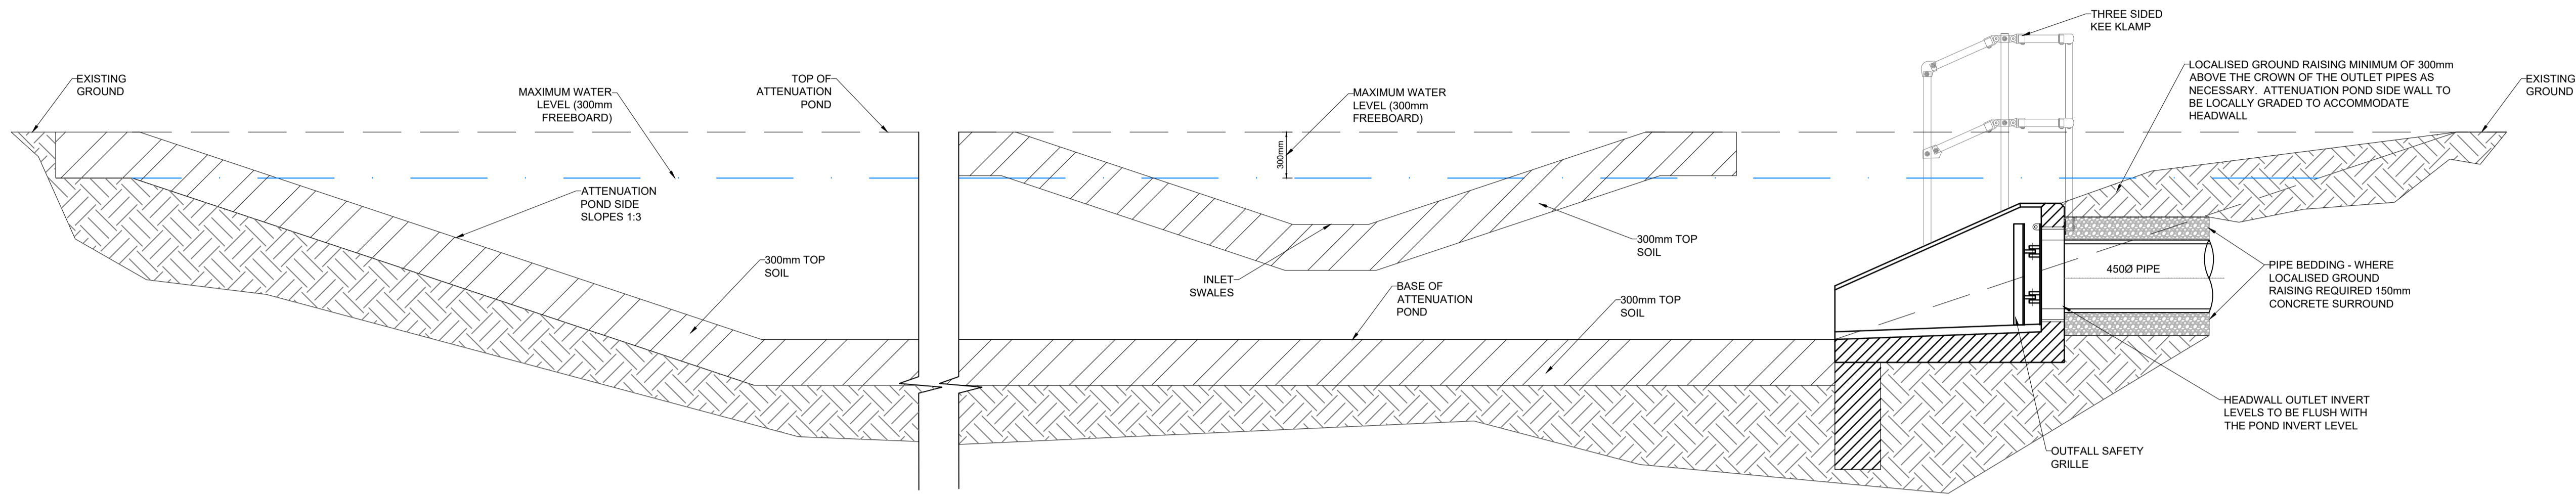 EXISTING
GROUND
MAXIMUM WATER
LEVEL (300mm
FREEBOARD)
TOP OF
ATTENUATION
POND
ATTENUATION
POND SIDE
SLOPES 1:3
300mm TOP
SOIL
MAXIMUM WATER
LEVEL (300mm
FREEBOARD)
300mm
INLET
SWALES
300mm TOP
SOIL
BASE OF
ATTENUATION
POND
300mm TOP
SOIL
THREE SIDED
KEE KLAMP
LOCALISED GROUND RAISING MINIMUM OF 300mm
ABOVE THE CROWN OF THE OUTLET PIPES AS
NECESSARY. ATTENUATION POND SIDE WALL TO
BE LOCALLY GRADED TO ACCOMMODATE
HEADWALL
EXISTING
GROUND
450Ø PIPE
PIPE BEDDING - WHERE
LOCALISED GROUND
RAISING REQUIRED 150mm
CONCRETE SURROUND
HEADWALL OUTLET INVERT
LEVELS TO BE FLUSH WITH
THE POND INVERT LEVEL
OUTFALL SAFETY
GRILLE